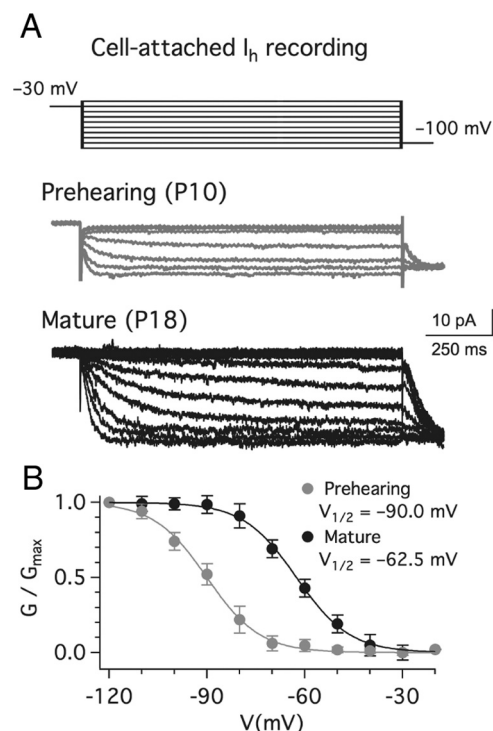 A
Cell-attached Ih recording
−30 mV
−100 mV
Prehearing (P10)
Mature (P18)
10 pA
250 ms
B
Prehearing
V1/2 = −90.0 mV
Mature
V1/2 = −62.5 mV
G / Gmax
1.0
0.5
0.0
-120 -90 -60 -30
V(mV)